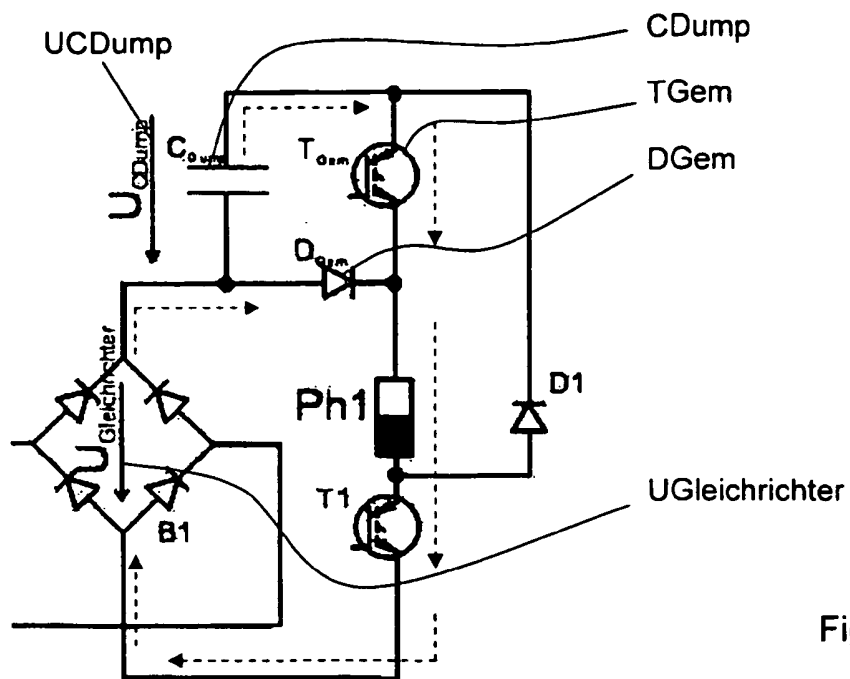 UCDump
CDump
TGem
DGem
UCDump
CDump
TGem
DGem
UGleichrichter
Ph1
D1
T1
B1
UGleichrichter
Fi